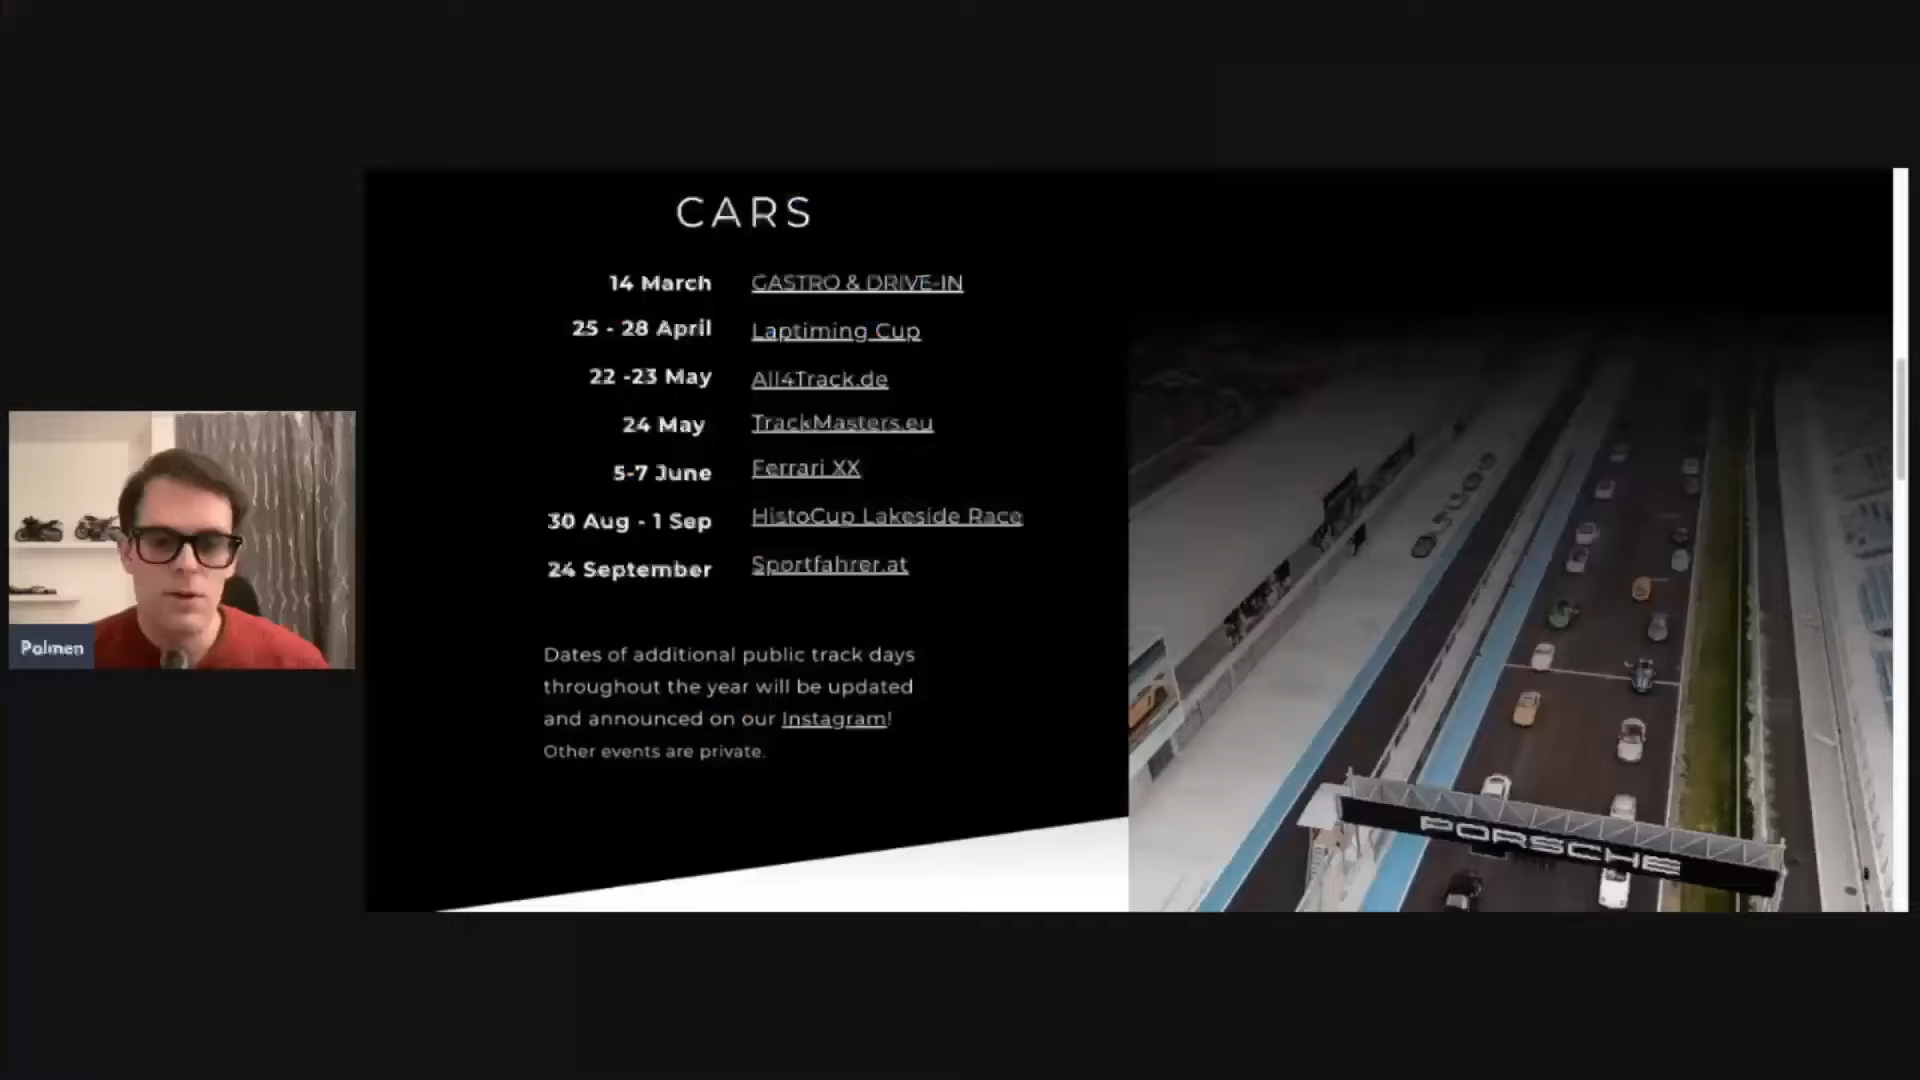 CARS
14 March GASTRO & DRIVE-IN
25 - 28 April Laptiming Cup
22 -23 May All4Track.de
24 May TrackMasters.eu
5-7 June Ferrari XX
30 Aug - 1 Sep HistoCup Lakeside Race
24 September Sportfahrer.at
Dates of additional public track days
throughout the year will be updated
and announced on our Instagram!
Other events are private.
Polmen
PORSCHE